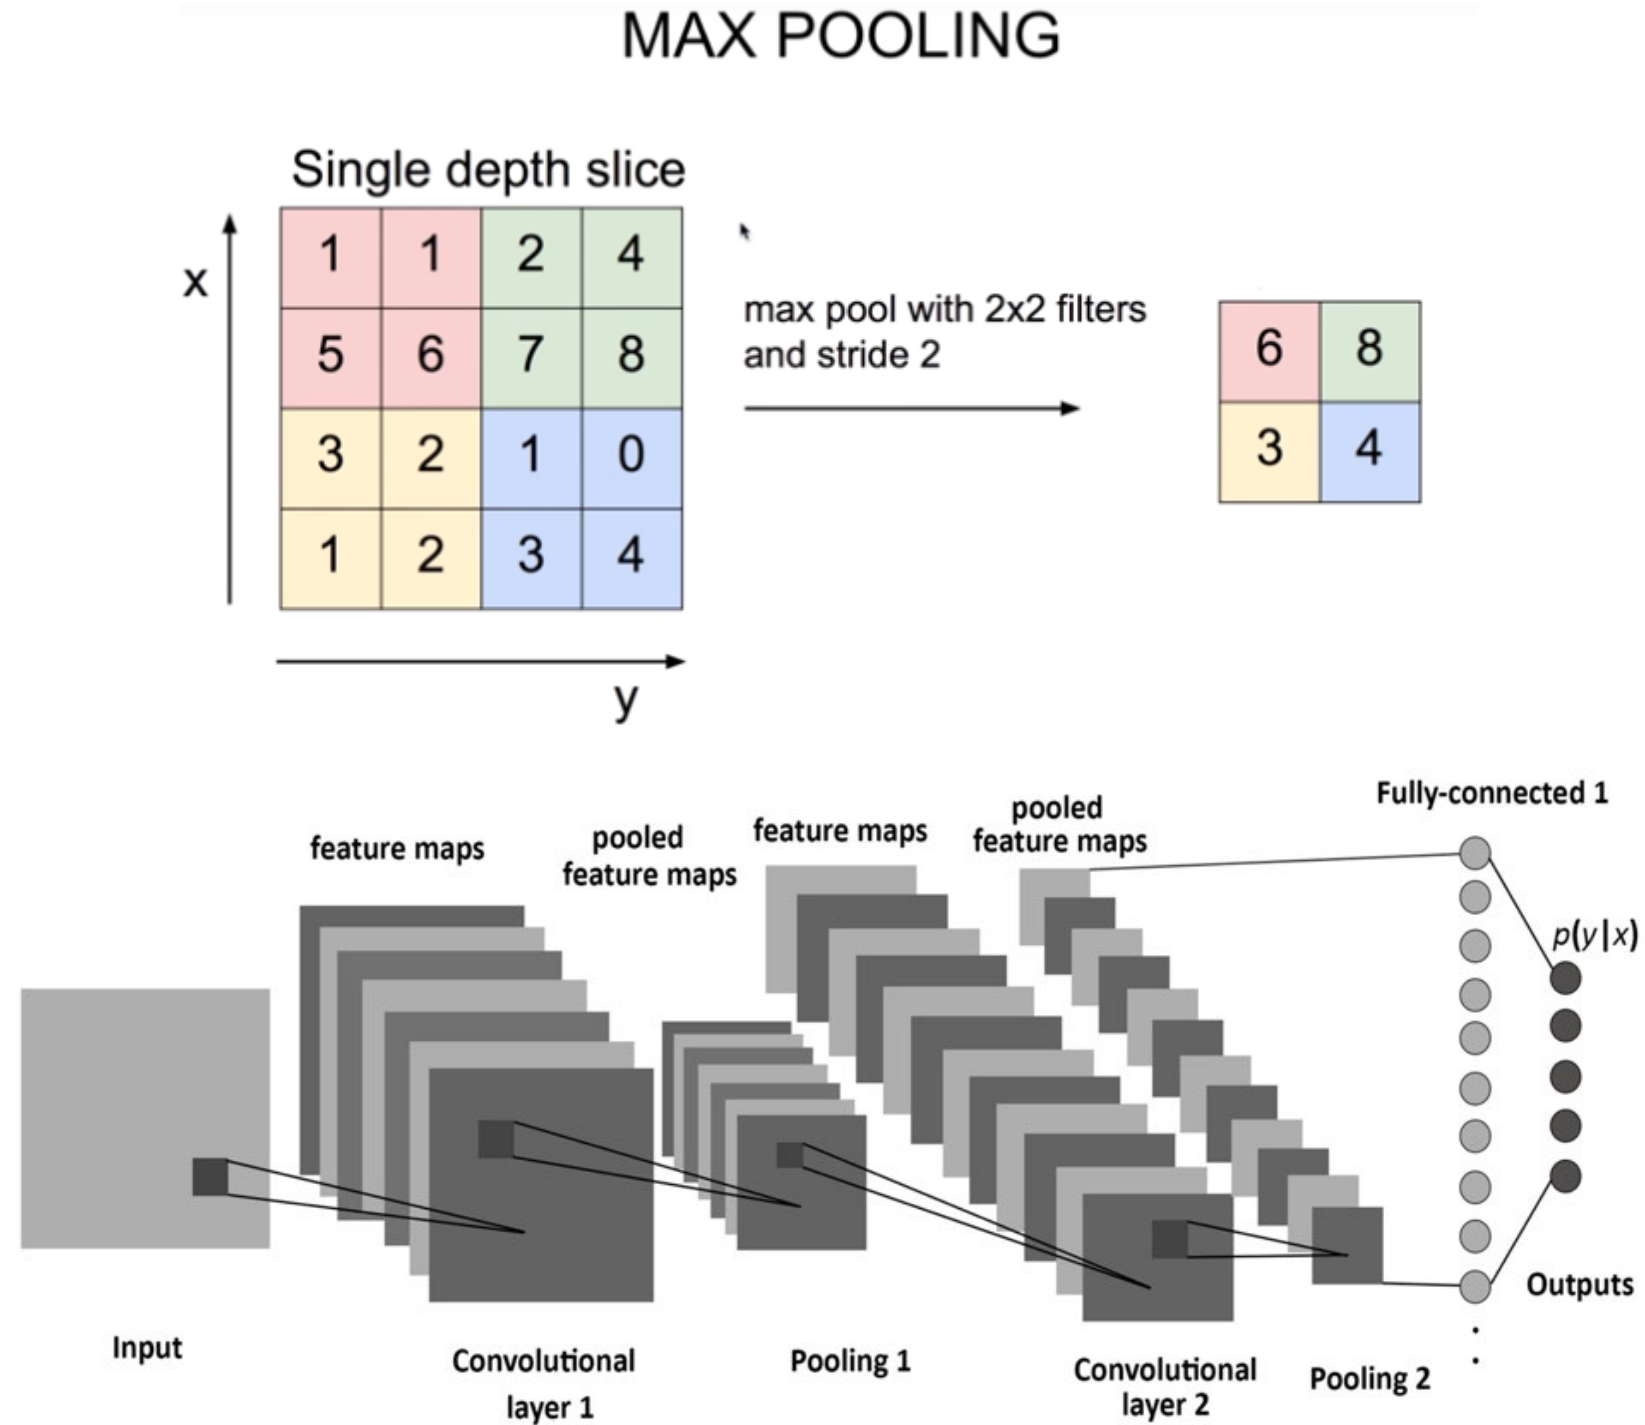 MAX POOLING
Single depth slice
x
1 1 2 4
5 6 7 8
3 2 1 0
1 2 3 4
y
max pool with 2x2 filters
and stride 2
6 8
3 4
feature maps
pooled
feature maps
feature maps
pooled
feature maps
Fully-connected 1
p(y|x)
Outputs
Input
Convolutional
layer 1
Pooling 1
Convolutional
layer 2
Pooling 2